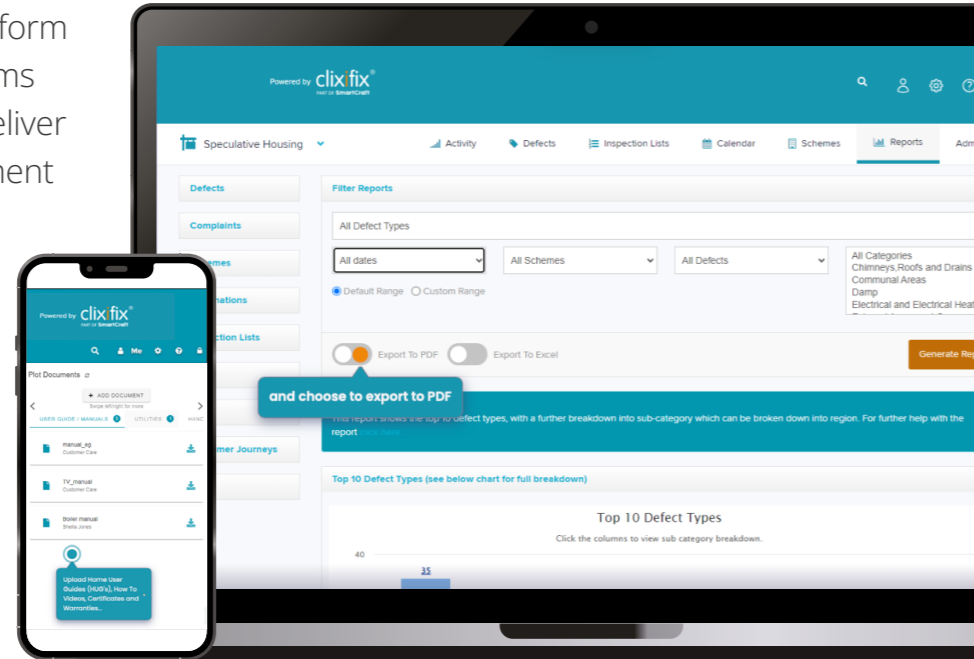 form
ms
eliver
ment
Powered by clixifix®
PART OF SmartCraft
Speculative Housing
Activity
Defects
Inspection Lists
Calendar
Schemes
Reports
Adm
Defects
Complaints
emes
nations
ction Lists
mer Journeys
Filter Reports
All Defect Types
All dates
All Schemes
All Defects
All Categories
Chimneys,Roofs and Drains
Communal Areas
Damp
Electrical and Electrical Heat
Default Range
Custom Range
Export To PDF
Export To Excel
Generate Rep
and choose to export to PDF
This report shows the top 10 defect types, with a further breakdown into sub-category which can be broken down into region. For further help with the
report click here
Top 10 Defect Types (see below chart for full breakdown)
Top 10 Defect Types
Click the columns to view sub category breakdown.
40
35
Powered by clixifix®
PART OF SmartCraft
Me
Plot Documents
+ ADD DOCUMENT
Swipe left/right for more
USER GUIDE / MANUALS
UTILITIES
HAND
manual_eg
Customer Care
TV_manual
Customer Care
Boiler manual
Sheila Jones
Upload Home User
Guides (HUG's), How To
Videos, Certificates and
Warranties...